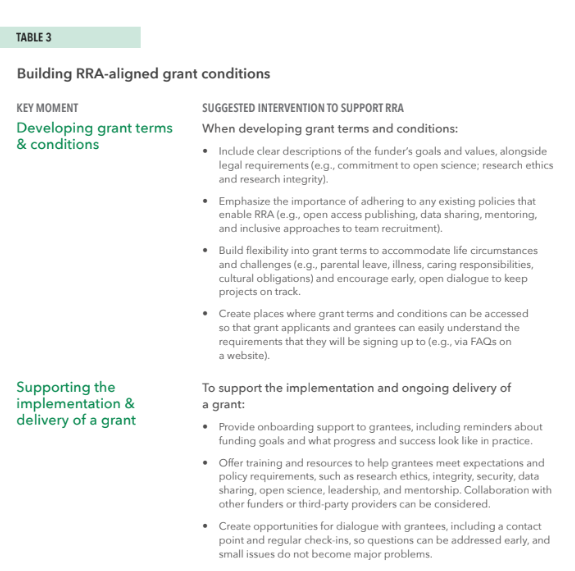 TABLE 3
Building RRA-aligned grant conditions
KEY MOMENT
SUGGESTED INTERVENTION TO SUPPORT RRA
Developing grant terms
& conditions
When developing grant terms and conditions:
• Include clear descriptions of the funder’s goals and values, alongside
legal requirements (e.g., commitment to open science; research ethics
and research integrity).
• Emphasize the importance of adhering to any existing policies that
enable RRA (e.g., open access publishing, data sharing, mentoring,
and inclusive approaches to team recruitment).
• Build flexibility into grant terms to accommodate life circumstances
and challenges (e.g., parental leave, illness, caring responsibilities,
cultural obligations) and encourage early, open dialogue to keep
projects on track.
• Create places where grant terms and conditions can be accessed
so that grant applicants and grantees can easily understand the
requirements that they will be signing up to (e.g., via FAQs on
a website).
Supporting the
implementation &
delivery of a grant
To support the implementation and ongoing delivery of
a grant:
• Provide onboarding support to grantees, including reminders about
funding goals and what progress and success look like in practice.
• Offer training and resources to help grantees meet expectations and
policy requirements, such as research ethics, integrity, security, data
sharing, open science, leadership, and mentorship. Collaboration with
other funders or third-party providers can be considered.
• Create opportunities for dialogue with grantees, including a contact
point and regular check-ins, so questions can be addressed early, and
small issues do not become major problems.